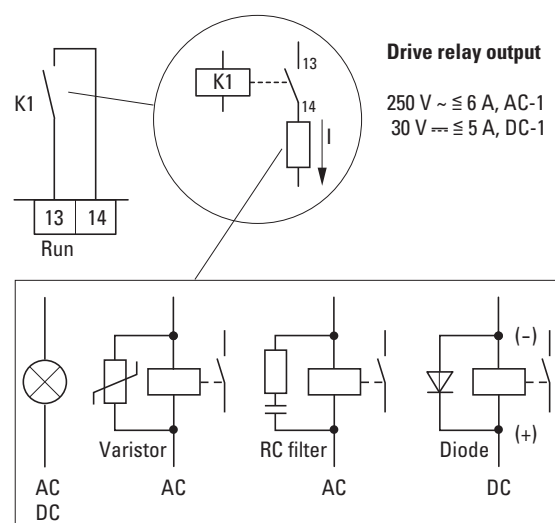 Drive relay output
250 V ~ ≦ 6 A, AC-1
30 V ⎓ ≦ 5 A, DC-1
K1
13
14
I
K1
13 14
Run
(–)
(+)
Varistor
RC filter
Diode
AC
DC
AC
AC
DC